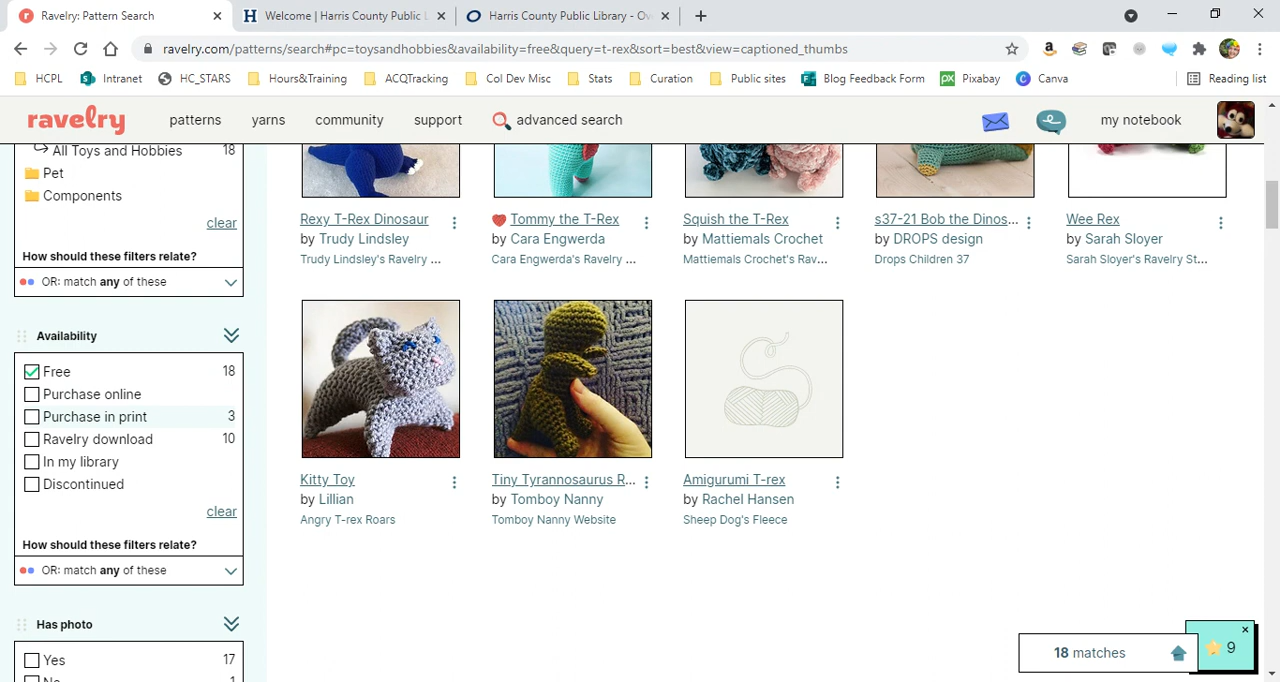 Ravelry: Pattern Search
Welcome | Harris County Public L
Harris County Public Library - Ov
ravelry.com/patterns/search#pc=toysandhobbies&availability=free&query=t-rex&sort=best&view=captioned_thumbs
HCPL
Intranet
HC_STARS
Hours&Training
ACQTracking
Col Dev Misc
Stats
Curation
Public sites
Blog Feedback Form
Pixabay
Canva
Reading list
ravelry
patterns
yarns
community
support
advanced search
my notebook
All Toys and Hobbies 18
Pet
Components
clear
How should these filters relate?
OR: match any of these
Availability
Free 18
Purchase online
Purchase in print 3
Ravelry download 10
In my library
Discontinued
clear
How should these filters relate?
OR: match any of these
Has photo
Yes 17
Rexy T-Rex Dinosaur
by Trudy Lindsley
Trudy Lindsley's Ravelry ...
Tommy the T-Rex
by Cara Engwerda
Cara Engwerda's Ravelry ...
Squish the T-Rex
by Mattiemals Crochet
Mattiemals Crochet's Rav...
s37-21 Bob the Dinos...
by DROPS design
Drops Children 37
Wee Rex
by Sarah Sloyer
Sarah Sloyer's Ravelry St...
Kitty Toy
by Lillian
Angry T-rex Roars
Tiny Tyrannosaurus R...
by Tomboy Nanny
Tomboy Nanny Website
Amigurumi T-rex
by Rachel Hansen
Sheep Dog's Fleece
18 matches
9